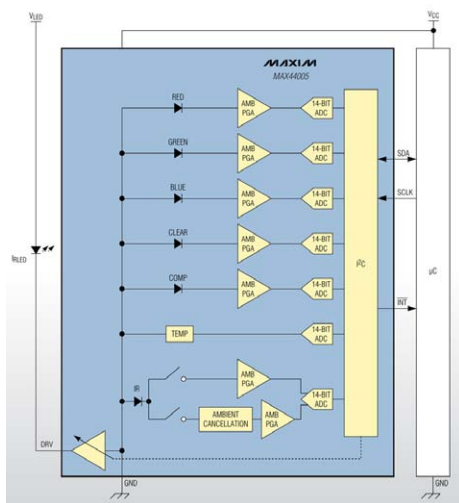 VLED
VCC
MAXIM
MAX44005
RED
AMB
PGA
14-BIT
ADC
GREEN
AMB
PGA
14-BIT
ADC
SDA
BLUE
AMB
PGA
14-BIT
ADC
SCLK
CLEAR
AMB
PGA
14-BIT
ADC
IRLED
I²C
µC
COMP
AMB
PGA
14-BIT
ADC
INT
TEMP
14-BIT
ADC
AMB
PGA
IR
14-BIT
ADC
AMBIENT
CANCELLATION
AMB
PGA
DRV
GND
GND